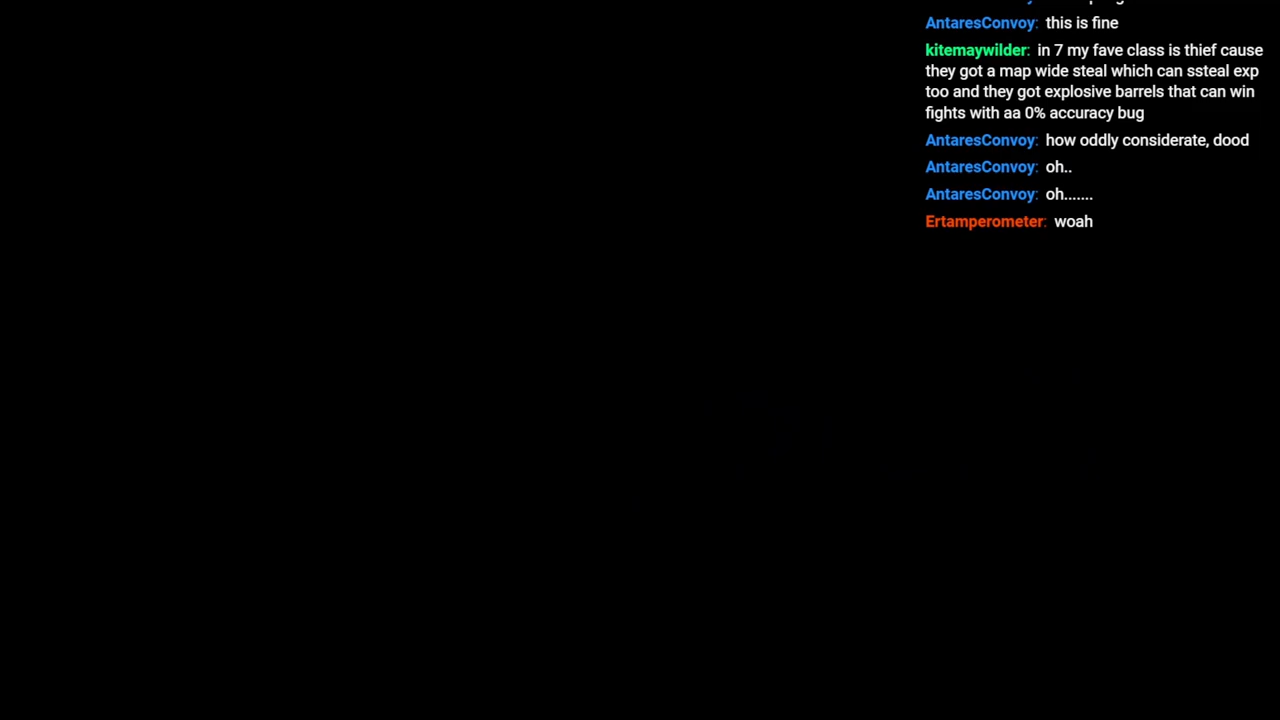 AntaresConvoy: this is fine
kitemaywilder: in 7 my fave class is thief cause
they got a map wide steal which can ssteal exp
too and they got explosive barrels that can win
fights with aa 0% accuracy bug
AntaresConvoy: how oddly considerate, dood
AntaresConvoy: oh..
AntaresConvoy: oh.......
Ertamperometer: woah